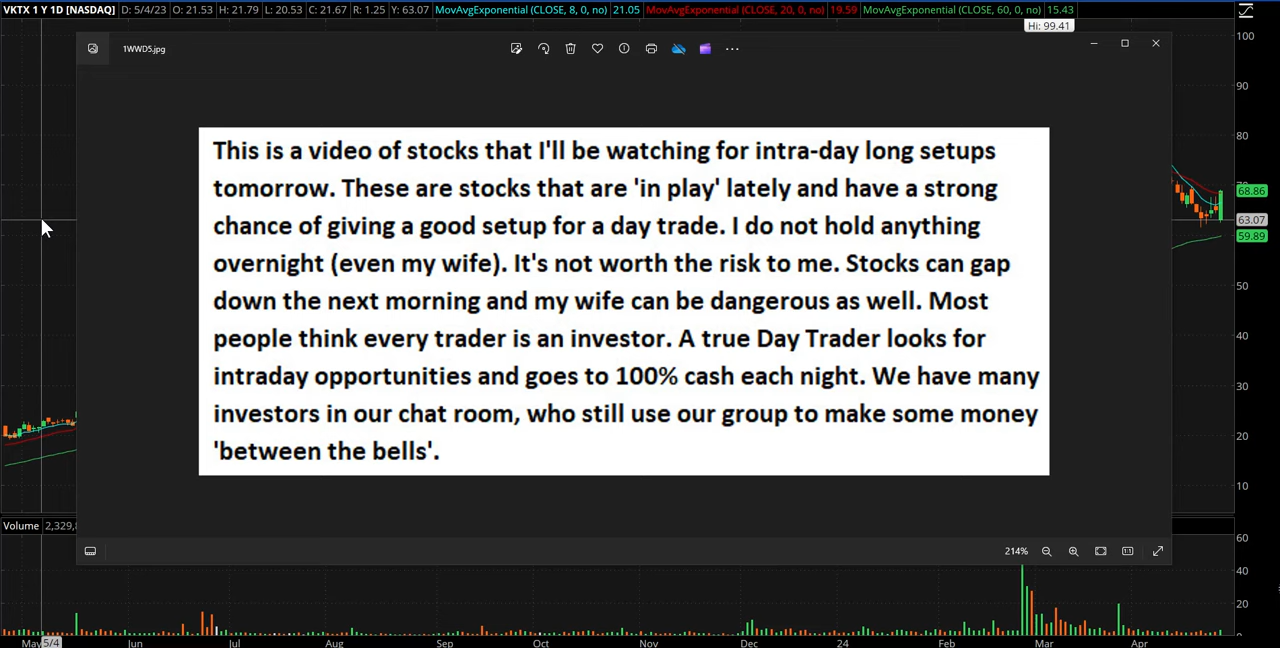 VKTX 1 Y 1D [NASDAQ] D: 5/4/23 O: 21.53 H: 21.79 L: 20.53 C: 21.67 R: 1.25 Y: 63.07 MovAvgExponential (CLOSE, 8, 0, no) 21.05 MovAvgExponential (CLOSE, 20, 0, no) 19.59 MovAvgExponential (CLOSE, 60, 0, no) 15.43
Hi: 99.41
1WWD5.jpg
This is a video of stocks that I'll be watching for intra-day long setups
tomorrow. These are stocks that are 'in play' lately and have a strong
chance of giving a good setup for a day trade. I do not hold anything
overnight (even my wife). It's not worth the risk to me. Stocks can gap
down the next morning and my wife can be dangerous as well. Most
people think every trader is an investor. A true Day Trader looks for
intraday opportunities and goes to 100% cash each night. We have many
investors in our chat room, who still use our group to make some money
'between the bells'.
100
90
80
68.86
63.07
59.89
50
40
30
20
10
214%
Volume 2,329,
60
40
20
0
May 5/4 Jun Jul Aug Sep Oct Nov Dec 24 Feb Mar Apr